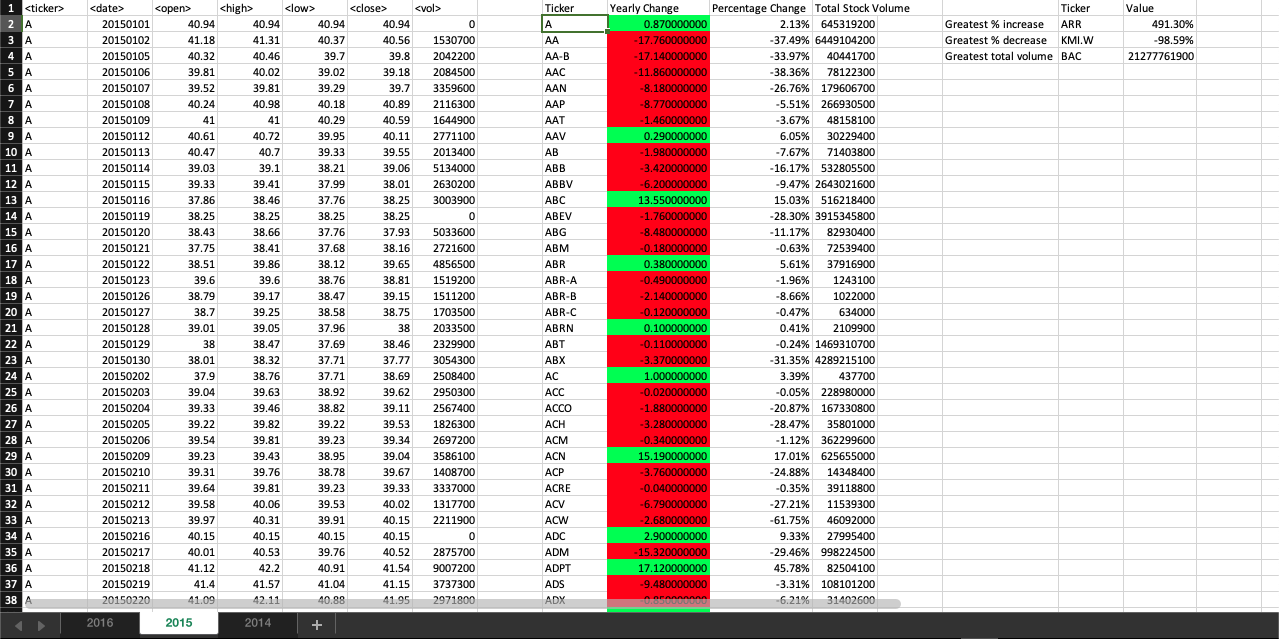 1 <ticker> <date> <open> <high> <low> <close> <vol> Ticker Yearly Change Percentage Change Total Stock Volume Ticker Value
2 A 20150101 40.94 40.94 40.94 40.94 0 A 0.870000000 2.13% 645319200 Greatest % increase ARR 491.30%
3 A 20150102 41.18 41.31 40.37 40.56 1530700 AA -17.760000000 -37.49% 6449104200 Greatest % decrease KMI.W -98.59%
4 A 20150105 40.32 40.46 39.7 39.8 2042200 AA-B -17.140000000 -33.97% 40441700 Greatest total volume BAC 21277761900
5 A 20150106 39.81 40.02 39.02 39.18 2084500 AAC -11.860000000 -38.36% 78122300
6 A 20150107 39.52 39.81 39.29 39.7 3359600 AAN -8.180000000 -26.76% 179606700
7 A 20150108 40.24 40.98 40.18 40.89 2116300 AAP -8.770000000 -5.51% 266930500
8 A 20150109 41 41 40.29 40.59 1644900 AAT -1.460000000 -3.67% 48158100
9 A 20150112 40.61 40.72 39.95 40.11 2771100 AAV 0.290000000 6.05% 30229400
10 A 20150113 40.47 40.7 39.33 39.55 2013400 AB -1.980000000 -7.67% 71403800
11 A 20150114 39.03 39.1 38.21 39.06 5134000 ABB -3.420000000 -16.17% 532805500
12 A 20150115 39.33 39.41 37.99 38.01 2630200 ABBV -6.200000000 -9.47% 2643021600
13 A 20150116 37.86 38.46 37.76 38.25 3003900 ABC 13.550000000 15.03% 516218400
14 A 20150119 38.25 38.25 38.25 38.25 0 ABEV -1.760000000 -28.30% 3915345800
15 A 20150120 38.43 38.66 37.76 37.93 5033600 ABG -8.480000000 -11.17% 82930400
16 A 20150121 37.75 38.41 37.68 38.16 2721600 ABM -0.180000000 -0.63% 72539400
17 A 20150122 38.51 39.86 38.12 39.65 4856500 ABR 0.380000000 5.61% 37916900
18 A 20150123 39.6 39.6 38.76 38.81 1519200 ABR-A -0.490000000 -1.96% 1243100
19 A 20150126 38.79 39.17 38.47 39.15 1511200 ABR-B -2.140000000 -8.66% 1022000
20 A 20150127 38.7 39.25 38.58 38.75 1703500 ABR-C -0.120000000 -0.47% 634000
21 A 20150128 39.01 39.05 37.96 38 2033500 ABRN 0.100000000 0.41% 2109900
22 A 20150129 38 38.47 37.69 38.46 2329900 ABT -0.110000000 -0.24% 1469310700
23 A 20150130 38.01 38.32 37.71 37.77 3054300 ABX -3.370000000 -31.35% 4289215100
24 A 20150202 37.9 38.76 37.71 38.69 2508400 AC 1.000000000 3.39% 437700
25 A 20150203 39.04 39.63 38.92 39.62 2950300 ACC -0.020000000 -0.05% 228980000
26 A 20150204 39.33 39.46 38.82 39.11 2567400 ACCO -1.880000000 -20.87% 167330800
27 A 20150205 39.22 39.82 39.22 39.53 1826300 ACH -3.280000000 -28.47% 35801000
28 A 20150206 39.54 39.81 39.23 39.34 2697200 ACM -0.340000000 -1.12% 362299600
29 A 20150209 39.23 39.43 38.95 39.04 3586100 ACN 15.190000000 17.01% 625655000
30 A 20150210 39.31 39.76 38.78 39.67 1408700 ACP -3.760000000 -24.88% 14348400
31 A 20150211 39.64 39.81 39.23 39.33 3337000 ACRE -0.040000000 -0.35% 39118800
32 A 20150212 39.58 40.06 39.53 40.02 1317700 ACV -6.790000000 -27.21% 11539300
33 A 20150213 39.97 40.31 39.91 40.15 2211900 ACW -2.680000000 -61.75% 46092000
34 A 20150216 40.15 40.15 40.15 40.15 0 ADC 2.900000000 9.33% 27995400
35 A 20150217 40.01 40.53 39.76 40.52 2875700 ADM -15.320000000 -29.46% 998224500
36 A 20150218 41.12 42.2 40.91 41.54 9007200 ADPT 17.120000000 45.78% 82504100
37 A 20150219 41.4 41.57 41.04 41.15 3737300 ADS -9.480000000 -3.31% 108101200
38 A 20150220 41.09 42.11 40.88 41.95 2971800 ADX -0.850000000 -6.21% 31402600
2016 2015 2014 +